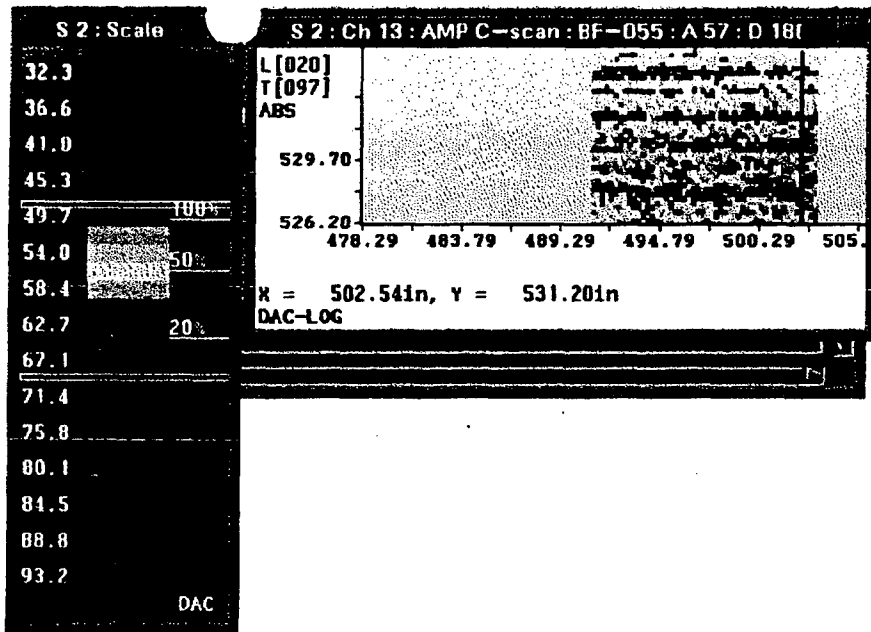 S 2 : Scale
32.3
36.6
41.0
45.3
49.7
100%
54.0
50%
58.4
62.7
20%
67.1
71.4
75.8
80.1
84.5
88.8
93.2
DAC
S 2 : Ch 13 : AMP C-scan : BF-055 : A 57 : D 180
L[020]
T[097]
ABS
529.70
526.20
478.29 483.79 489.29 494.79 500.29 505.
X = 502.54in, Y = 531.20in
DAC-LOG